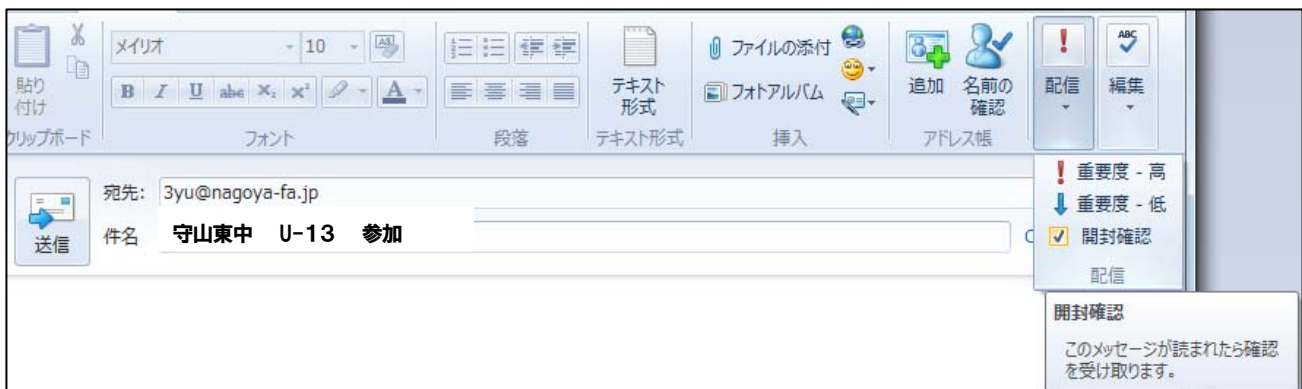 貼り
付け
クリップボード
メイリオ 10
B I U abe X₂ x² A
フォント
段落
テキスト
形式
テキスト形式
ファイルの添付
フォトアルバム
挿入
追加
名前の
確認
アドレス帳
配信
ABC
編集
送信
宛先: 3yu@nagoya-fa.jp
件名 守山東中 U-13 参加
重要度 - 高
重要度 - 低
開封確認
配信
開封確認
このメッセージが読まれたら確認
を受け取ります。